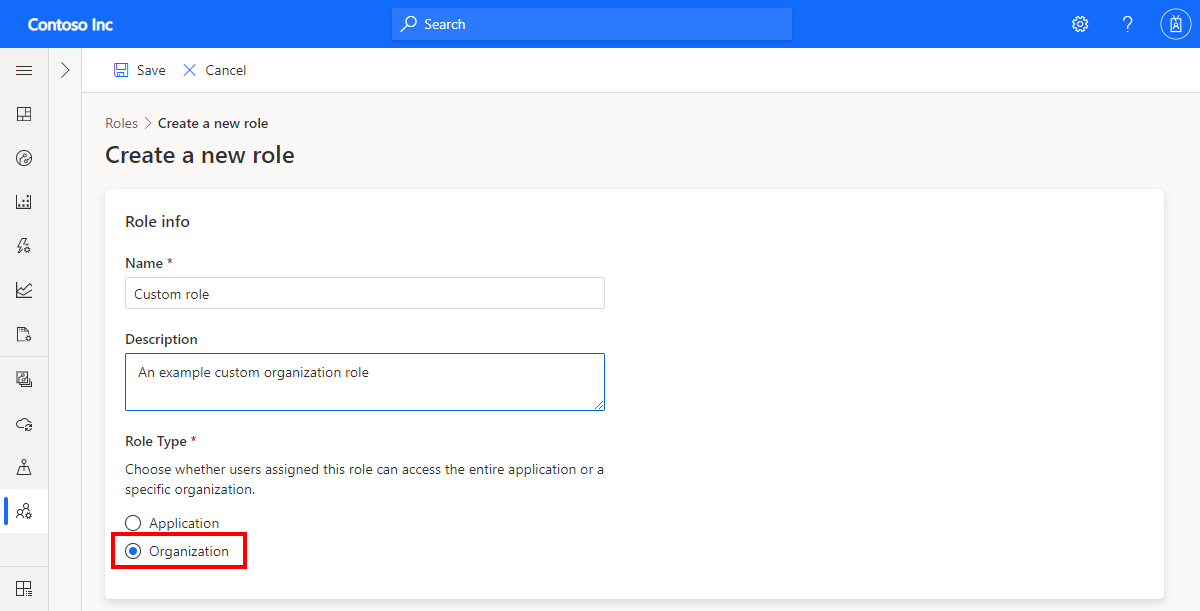 Contoso Inc
Search
?
Save
Cancel
Roles > Create a new role
Create a new role
Role info
Name *
Custom role
Description
An example custom organization role
Role Type *
Choose whether users assigned this role can access the entire application or a
specific organization.
Application
Organization